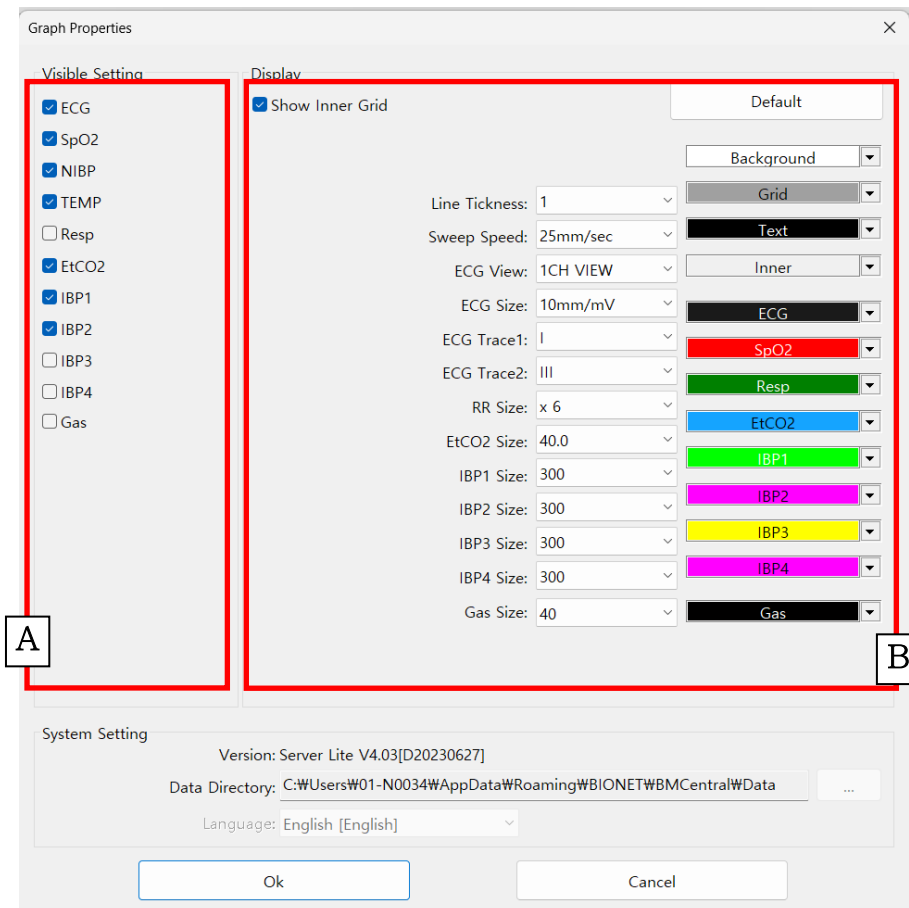 Graph Properties
Visible Setting
ECG
SpO2
NIBP
TEMP
Resp
EtCO2
IBP1
IBP2
IBP3
IBP4
Gas
A
Display
Show Inner Grid
Default
Background
Line Tickness: 1
Grid
Sweep Speed: 25mm/sec
Text
ECG View: 1CH VIEW
Inner
ECG Size: 10mm/mV
ECG
ECG Trace1: I
SpO2
ECG Trace2: III
Resp
RR Size: x 6
EtCO2
EtCO2 Size: 40.0
IBP1
IBP1 Size: 300
IBP2
IBP2 Size: 300
IBP3
IBP3 Size: 300
IBP4
IBP4 Size: 300
Gas Size: 40
Gas
B
System Setting
Version: Server Lite V4.03[D20230627]
Data Directory: C:₩Users₩01-N0034₩AppData₩Roaming₩BIONET₩BMCentral₩Data
...
Language: English [English]
Ok
Cancel